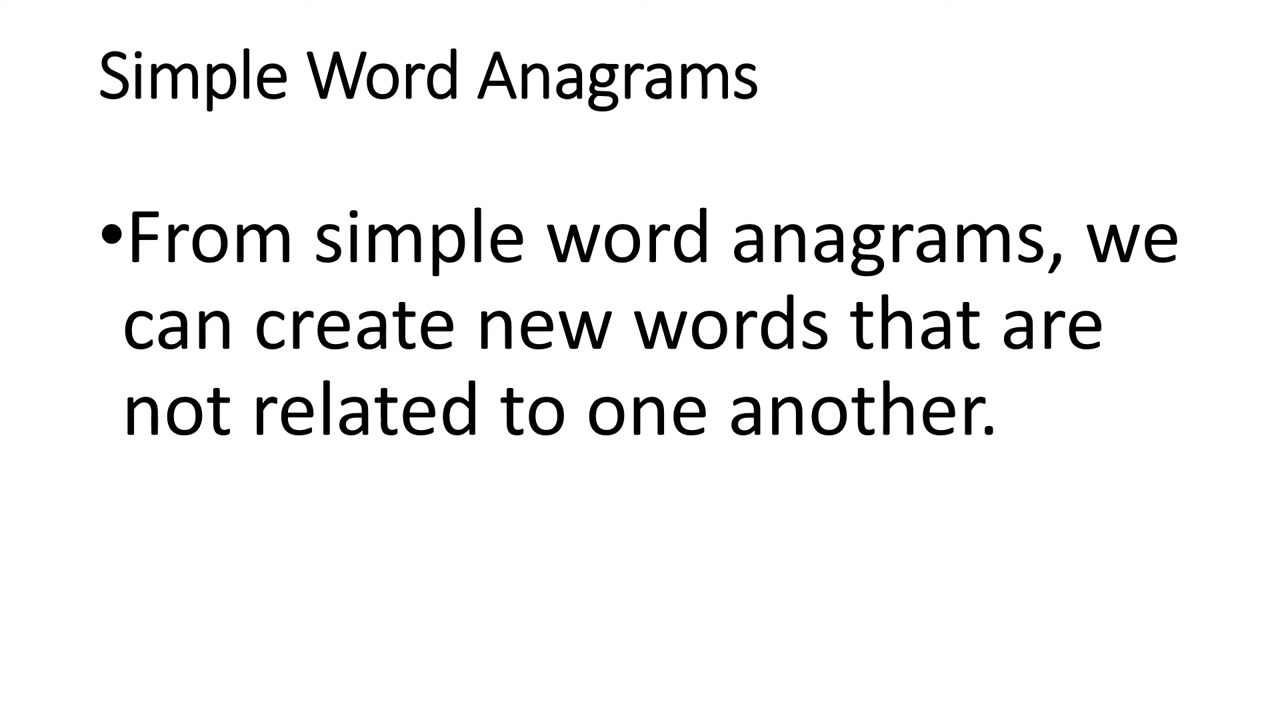 Simple Word Anagrams
•From simple word anagrams, we
can create new words that are
not related to one another.